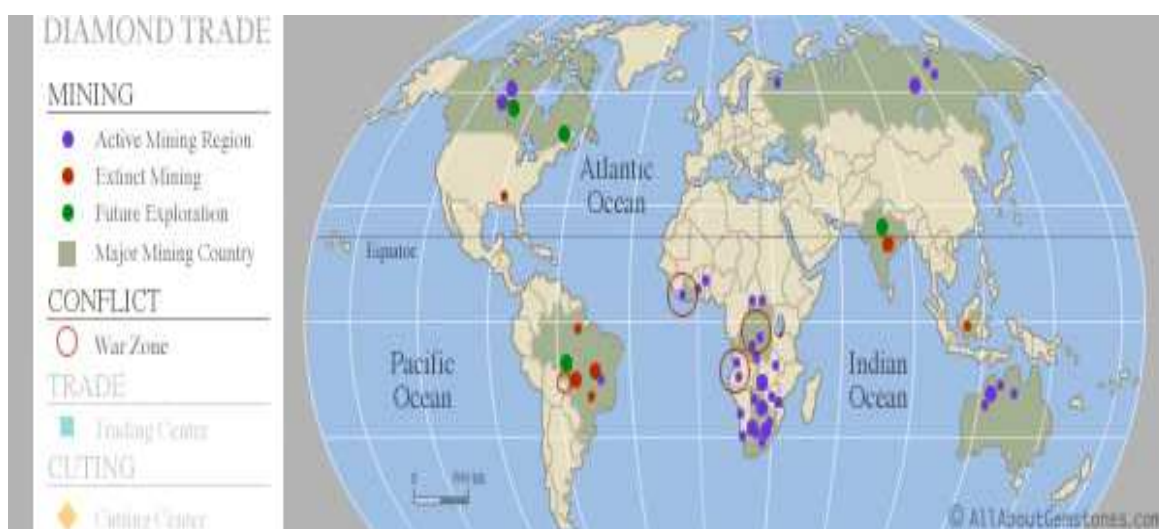 DIAMOND TRADE
MINING
Active Mining Region
Extinct Mining
Future Exploration
Major Mining Country
CONFLICT
War Zone
TRADE
Trading Center
CUTING
Cutting Center
Atlantic
Ocean
Equator
Pacific
Ocean
Indian
Ocean
0
© AllAboutGemstones.com